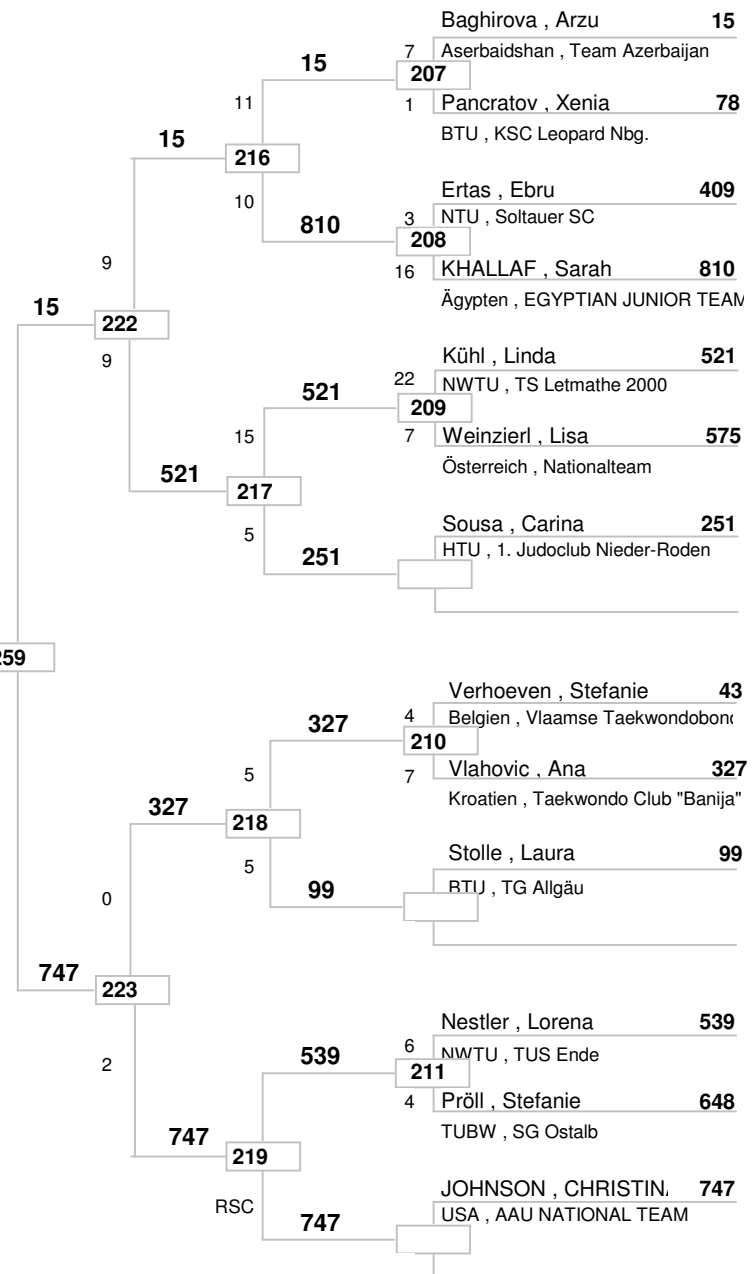 Baghirova , Arzu 15
7 Aserbaidshan , Team Azerbaijan
15
207
1 Pancratov , Xenia 78
11
BTU , KSC Leopard Nbg.
15
216
10
Ertas , Ebru 409
3 NTU , Soltauer SC
810
208
16 KHALLAF , Sarah 810
9
Ägypten , EGYPTIAN JUNIOR TEAM
15
222
9
Kühl , Linda 521
22 NWTU , TS Letmathe 2000
521
209
15
7 Weinzierl , Lisa 575
Österreich , Nationalteam
521
217
5
Sousa , Carina 251
HTU , 1. Judoclub Nieder-Roden
251
259
Verhoeven , Stefanie 43
4 Belgien , Vlaamse Taekwondobond
327
210
7 Vlahovic , Ana 327
5
Kroatien , Taekwondo Club "Banija"
327
218
5
Stolle , Laura 99
BTU , TG Allgäu
99
0
747
223
2
Nestler , Lorena 539
6 NWTU , TUS Ende
539
211
4 Pröll , Stefanie 648
TUBW , SG Ostalb
747
219
RSC
JOHNSON , CHRISTINA 747
USA , AAU NATIONAL TEAM
747